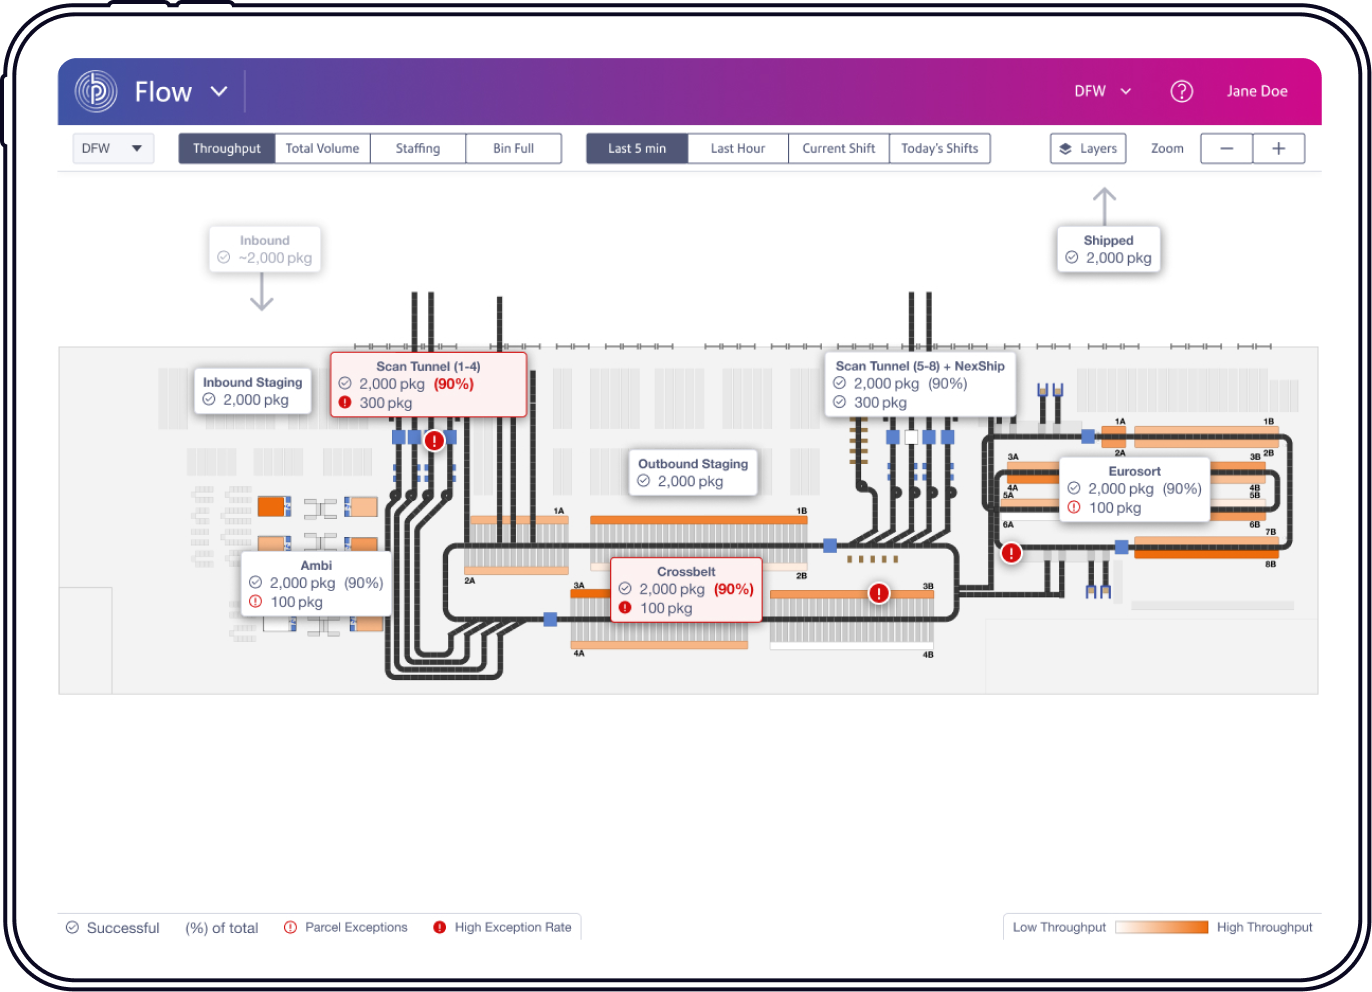 Flow
DFW
Jane Doe
DFW
Throughput
Total Volume
Staffing
Bin Full
Last 5 min
Last Hour
Current Shift
Today's Shifts
Layers
Zoom
Inbound
~2,000 pkg
Shipped
2,000 pkg
Inbound Staging
2,000 pkg
Scan Tunnel (1-4)
2,000 pkg (90%)
300 pkg
Scan Tunnel (5-8) + NexShip
2,000 pkg (90%)
300 pkg
Outbound Staging
2,000 pkg
1A
1B
2A
2B
3A
3B
4A
4B
5A
5B
6A
6B
7B
8B
Eurosort
2,000 pkg (90%)
100 pkg
1A
1B
2A
2B
3A
3B
4A
4B
Ambi
2,000 pkg (90%)
100 pkg
Crossbelt
2,000 pkg (90%)
100 pkg
Successful
(%) of total
Parcel Exceptions
High Exception Rate
Low Throughput
High Throughput